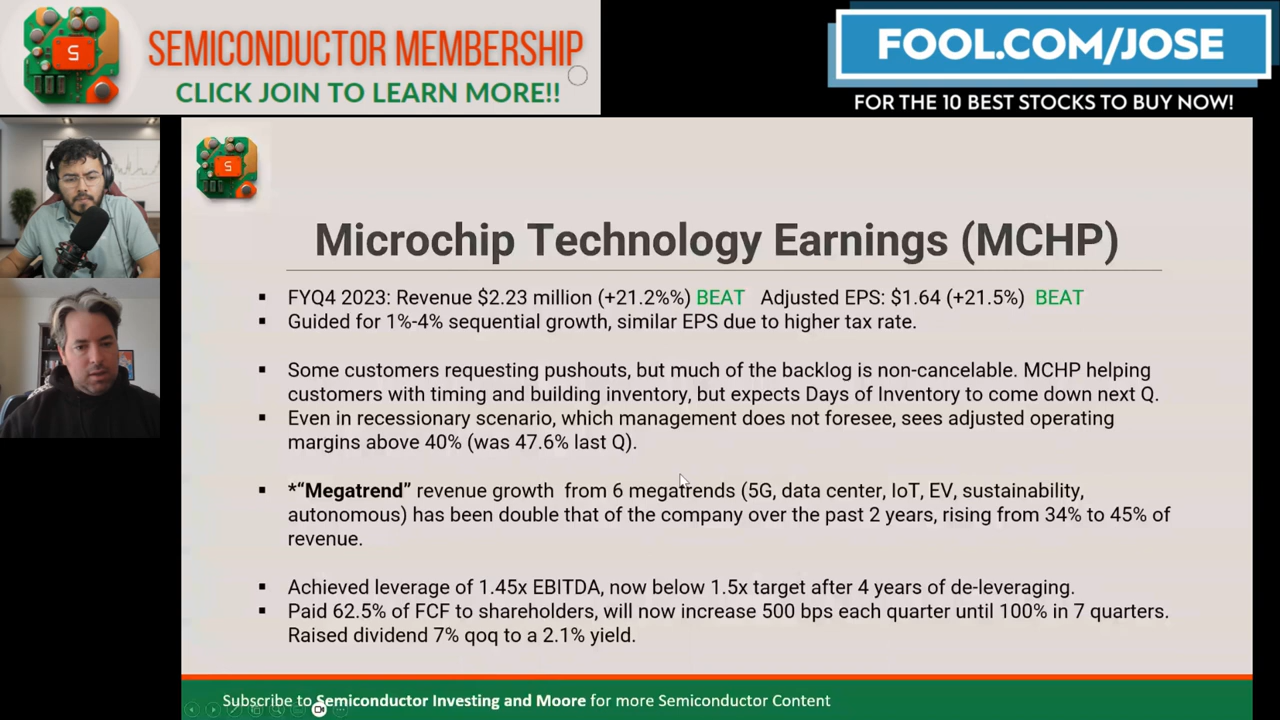 SEMICONDUCTOR MEMBERSHIP
CLICK JOIN TO LEARN MORE!!
FOOL.COM/JOSE
FOR THE 10 BEST STOCKS TO BUY NOW!
S
S
Microchip Technology Earnings (MCHP)
▪ FYQ4 2023: Revenue $2.23 million (+21.2%%) BEAT Adjusted EPS: $1.64 (+21.5%) BEAT
▪ Guided for 1%-4% sequential growth, similar EPS due to higher tax rate.
▪ Some customers requesting pushouts, but much of the backlog is non-cancelable. MCHP helping
customers with timing and building inventory, but expects Days of Inventory to come down next Q.
▪ Even in recessionary scenario, which management does not foresee, sees adjusted operating
margins above 40% (was 47.6% last Q).
▪ *“Megatrend” revenue growth from 6 megatrends (5G, data center, IoT, EV, sustainability,
autonomous) has been double that of the company over the past 2 years, rising from 34% to 45% of
revenue.
▪ Achieved leverage of 1.45x EBITDA, now below 1.5x target after 4 years of de-leveraging.
▪ Paid 62.5% of FCF to shareholders, will now increase 500 bps each quarter until 100% in 7 quarters.
Raised dividend 7% qoq to a 2.1% yield.
Subscribe to Semiconductor Investing and Moore for more Semiconductor Content